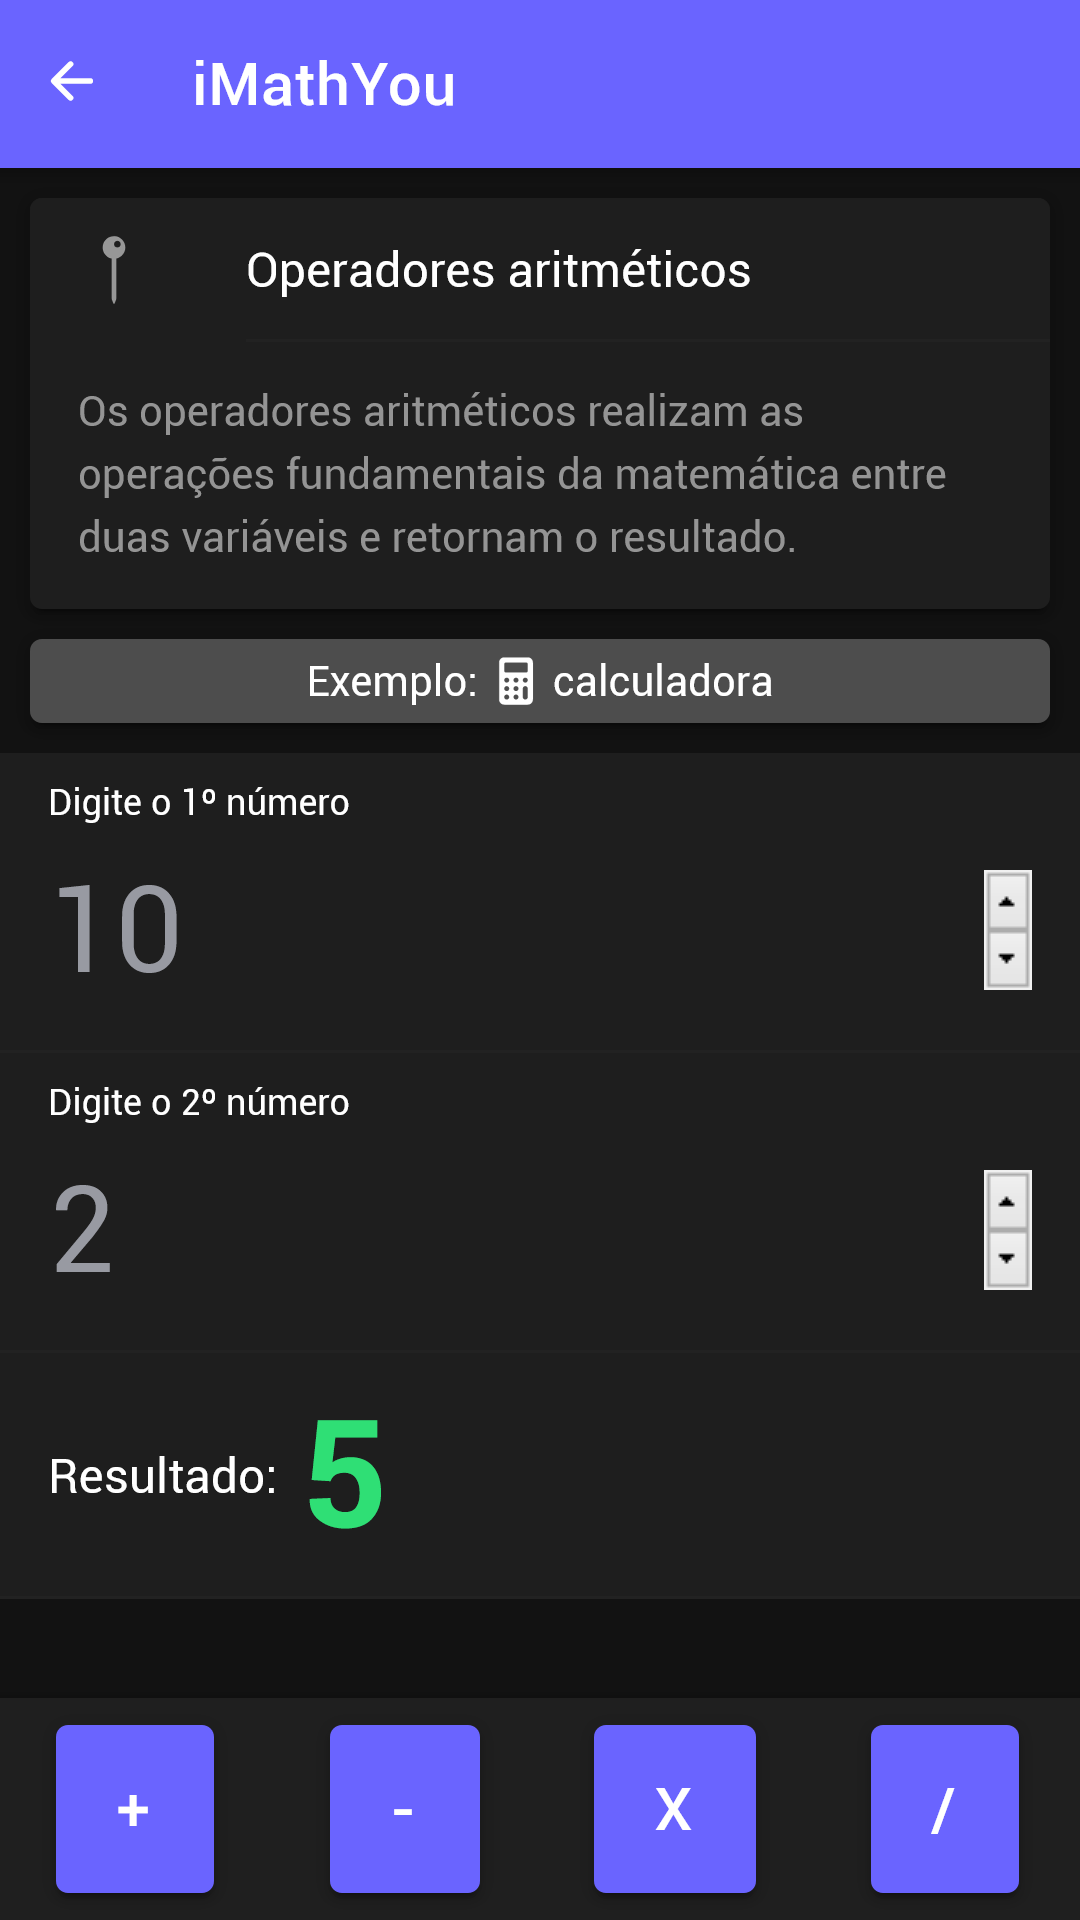 iMathYou
Operadores aritméticos
Os operadores aritméticos realizam as
operações fundamentais da matemática entre
duas variáveis e retornam o resultado.
Exemplo: calculadora
Digite o 1º número
10
Digite o 2º número
2
Resultado: 5
+ - X /